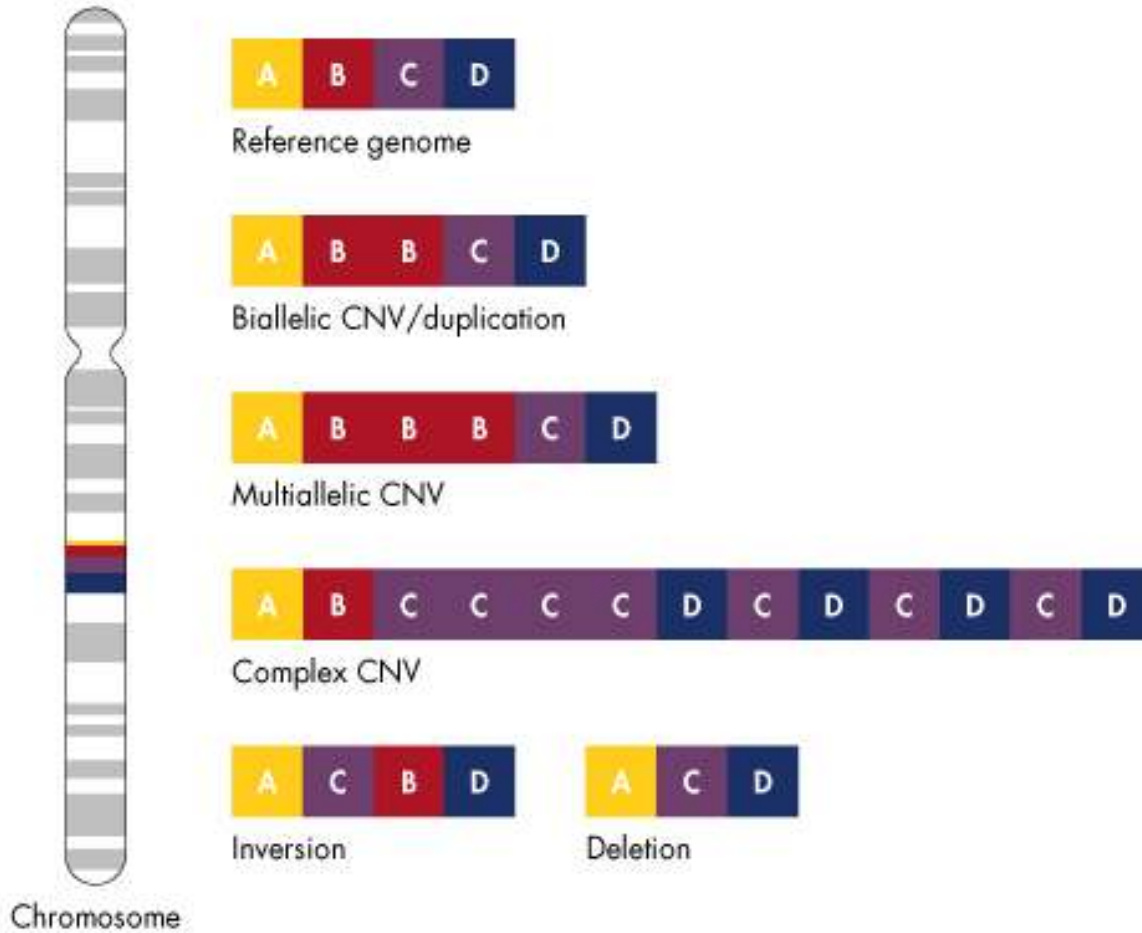 A B C D
Reference genome
A B B C D
Biallelic CNV/duplication
A B B B C D
Multiallelic CNV
A B C C C C D C D C D C D
Complex CNV
A C B D
Inversion
A C D
Deletion
Chromosome